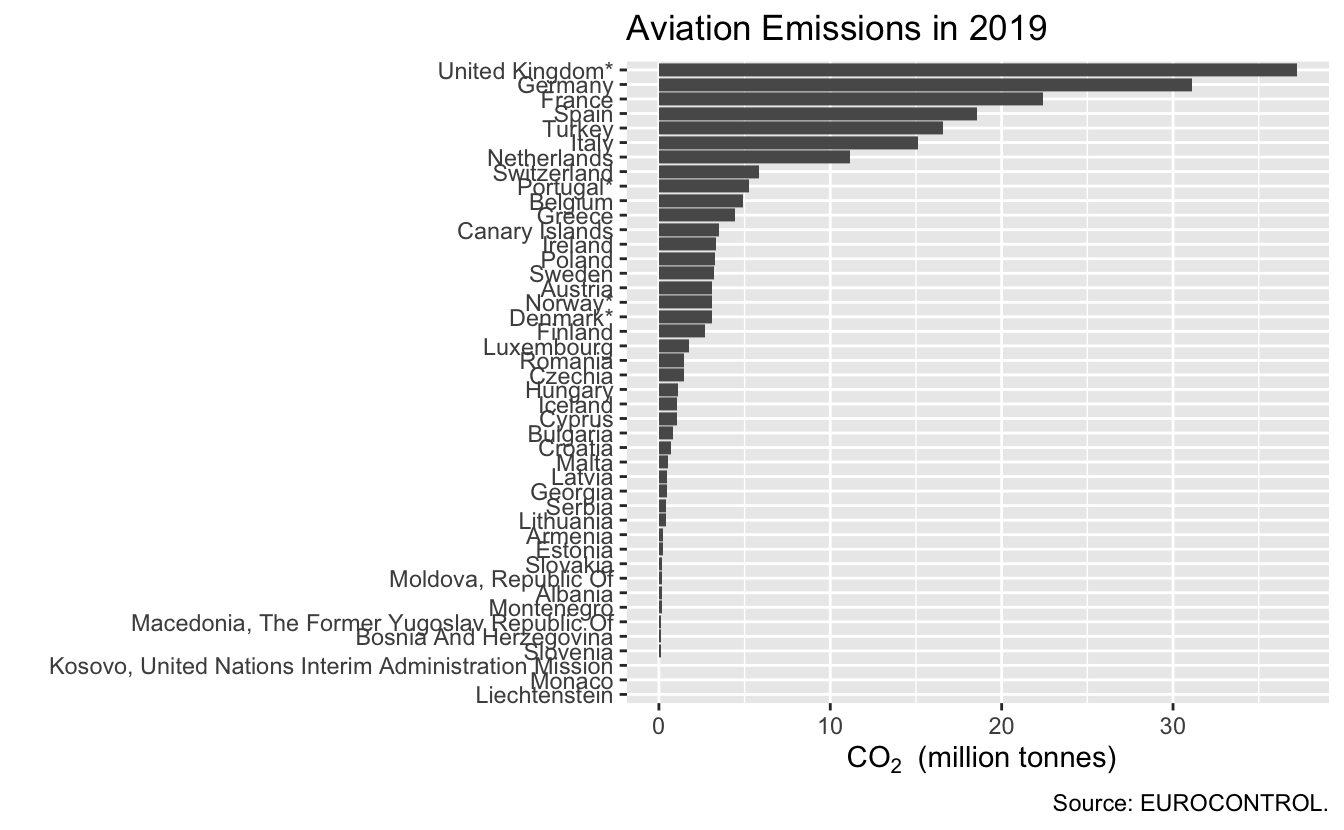 Aviation Emissions in 2019
United Kingdom*
Germany
France
Spain
Turkey
Italy
Netherlands
Switzerland
Portugal*
Belgium
Greece
Canary Islands
Ireland
Poland
Sweden
Austria
Norway*
Denmark*
Finland
Luxembourg
Romania
Czechia
Hungary
Iceland
Cyprus
Bulgaria
Croatia
Malta
Latvia
Georgia
Serbia
Lithuania
Armenia
Estonia
Slovakia
Moldova, Republic Of
Albania
Montenegro
Macedonia, The Former Yugoslav Republic Of
Bosnia And Herzegovina
Slovenia
Kosovo, United Nations Interim Administration Mission
Monaco
Liechtenstein
0 10 20 30
CO₂ (million tonnes)
Source: EUROCONTROL.